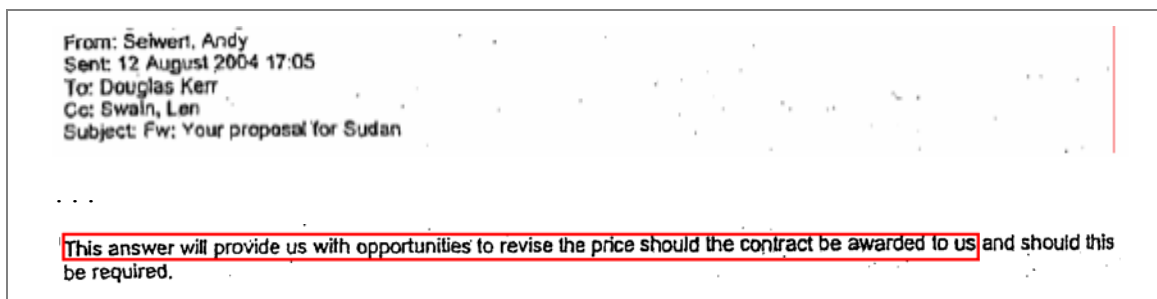 From: Seiwert, Andy
Sent: 12 August 2004 17:05
To: Douglas Kerr
Cc: Swain, Len
Subject: Fw: Your proposal for Sudan
. . .
This answer will provide us with opportunities to revise the price should the contract be awarded to us and should this
be required.